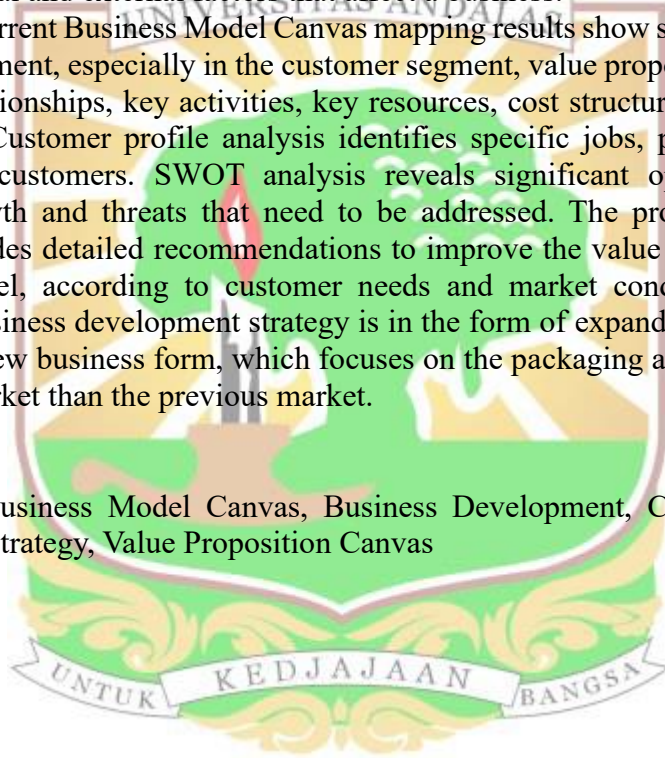 UNIVERSITAS ANDALAS
rrent Business Model Canvas mapping results show s
ment, especially in the customer segment, value propo
ionships, key activities, key resources, cost structur
Customer profile analysis identifies specific jobs, p
customers. SWOT analysis reveals significant o
th and threats that need to be addressed. The pro
des detailed recommendations to improve the value
el, according to customer needs and market cond
siness development strategy is in the form of expand
ew business form, which focuses on the packaging a
rket than the previous market.
usiness Model Canvas, Business Development, C
trategy, Value Proposition Canvas
UNTUK KEDJAJAAN BANGSA